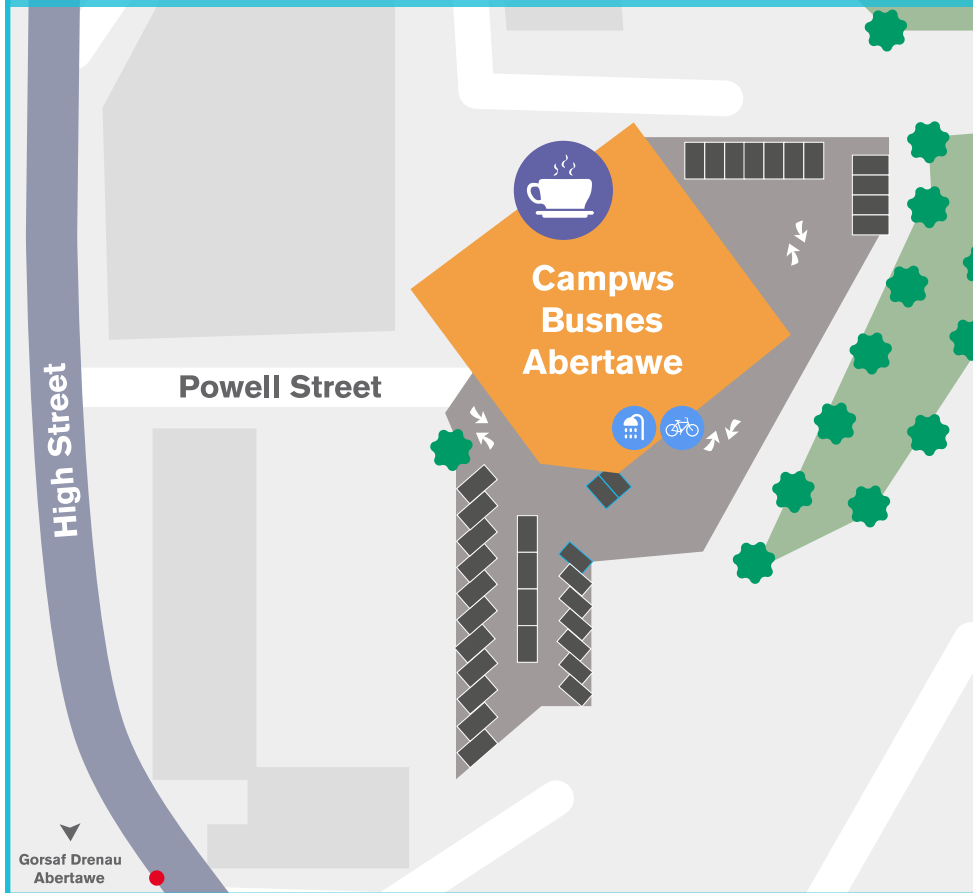 Campws
Busnes
Abertawe
Powell Street
High Street
Gorsaf Drenau
Abertawe